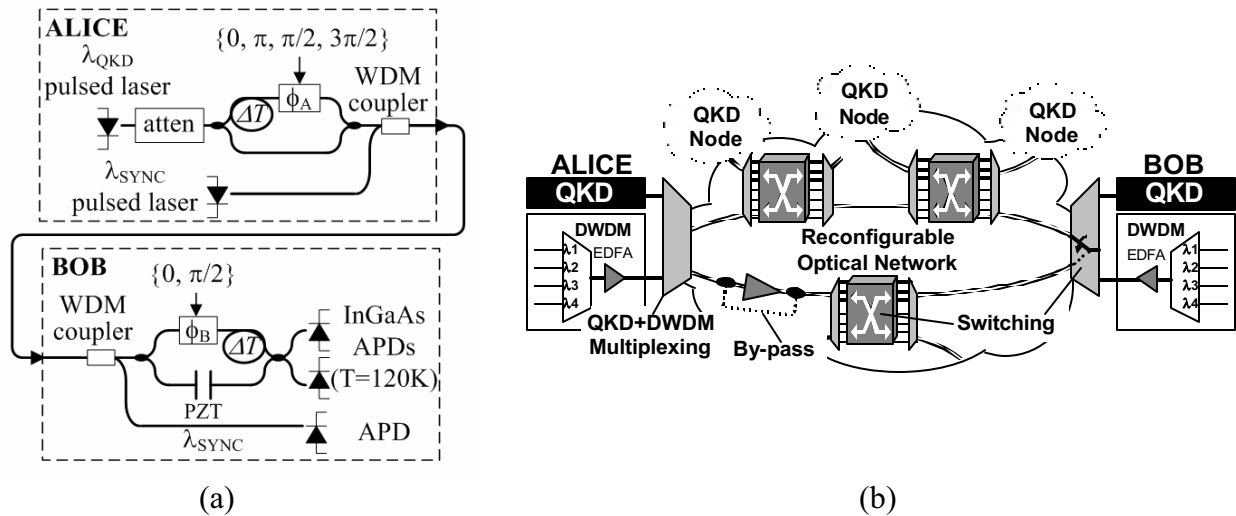 ALICE
λQKD
pulsed laser
{0, π, π/2, 3π/2}
WDM
coupler
atten
ΔT
ϕA
λSYNC
pulsed laser
BOB
{0, π/2}
WDM
coupler
ϕB
ΔT
InGaAs
APDs
(T=120K)
PZT
λSYNC
APD
(a)
QKD
Node
QKD
Node
QKD
Node
ALICE
QKD
BOB
QKD
DWDM
EDFA
λ1
λ2
λ3
λ4
Reconfigurable
Optical Network
DWDM
EDFA
λ1
λ2
λ3
λ4
QKD+DWDM
Multiplexing
By-pass
Switching
(b)